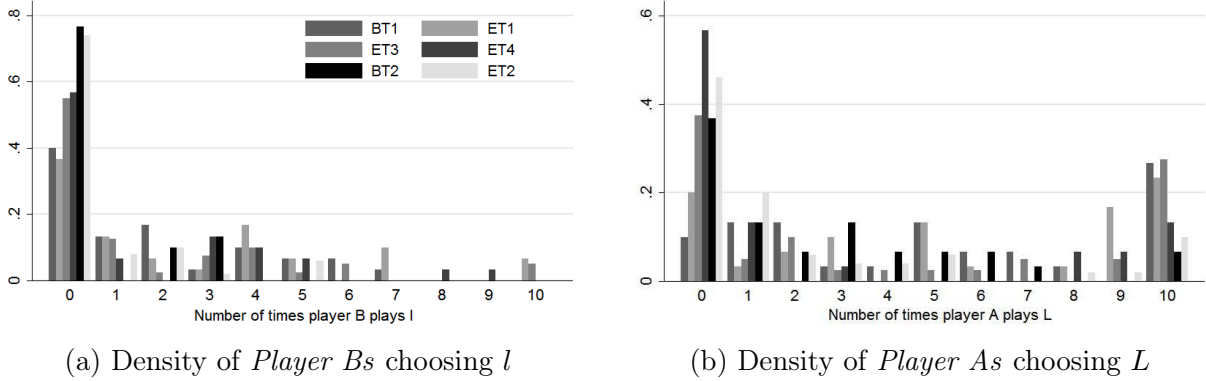 .8
.6
.4
.2
0
BT1 ET1
ET3 ET4
BT2 ET2
0 1 2 3 4 5 6 7 8 9 10
Number of times player B plays l
(a) Density of Player Bs choosing l
.6
.4
.2
0
0 1 2 3 4 5 6 7 8 9 10
Number of times player A plays L
(b) Density of Player As choosing L